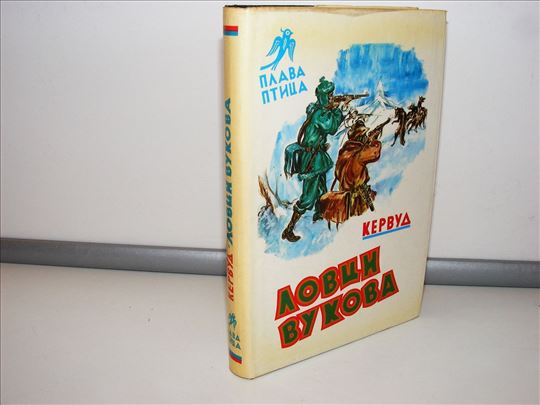 ПЛАВА
ПТИЦА
КЕРВУД
ЛОВЦИ
ВУКОВА
КЕРВУД ЛОВЦИ ВУКОВА
ПЛАВА
ПТИЦА